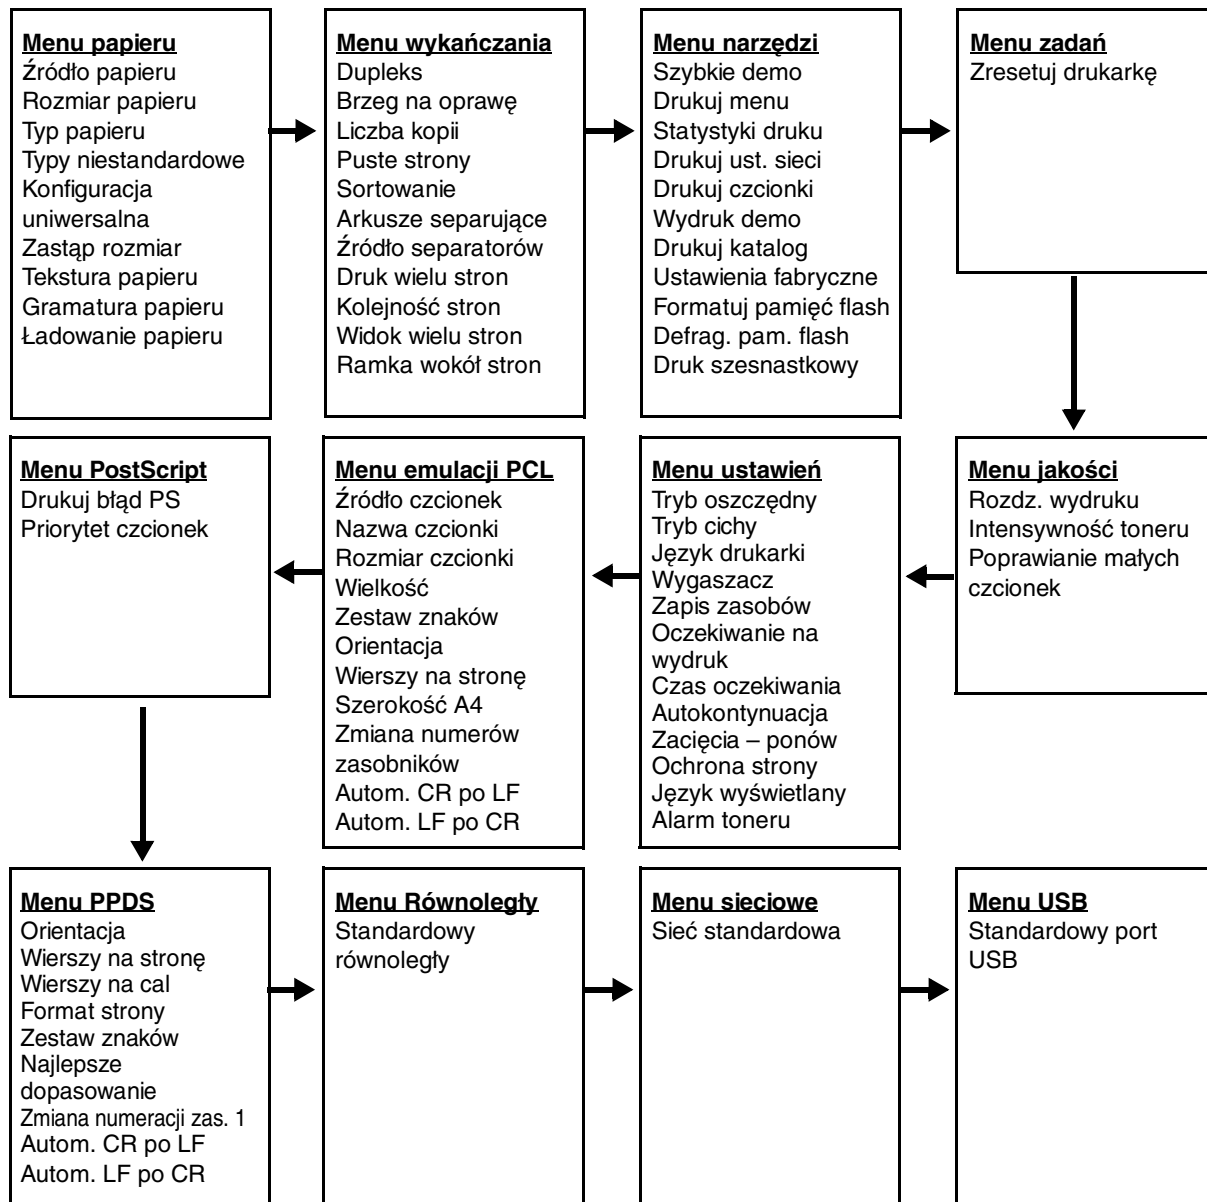 Menu papieru
Źródło papieru
Rozmiar papieru
Typ papieru
Typy niestandardowe
Konfiguracja
uniwersalna
Zastąp rozmiar
Tekstura papieru
Gramatura papieru
Ładowanie papieru
Menu wykańczania
Dupleks
Brzeg na oprawę
Liczba kopii
Puste strony
Sortowanie
Arkusze separujące
Źródło separatorów
Druk wielu stron
Kolejność stron
Widok wielu stron
Ramka wokół stron
Menu narzędzi
Szybkie demo
Drukuj menu
Statystyki druku
Drukuj ust. sieci
Drukuj czcionki
Wydruk demo
Drukuj katalog
Ustawienia fabryczne
Formatuj pamięć flash
Defrag. pam. flash
Druk szesnastkowy
Menu zadań
Zresetuj drukarkę
Menu jakości
Rozdz. wydruku
Intensywność toneru
Poprawianie małych
czcionek
Menu ustawień
Tryb oszczędny
Tryb cichy
Język drukarki
Wygaszacz
Zapis zasobów
Oczekiwanie na
wydruk
Czas oczekiwania
Autokontynuacja
Zacięcia – ponów
Ochrona strony
Język wyświetlany
Alarm toneru
Menu emulacji PCL
Źródło czcionek
Nazwa czcionki
Rozmiar czcionki
Wielkość
Zestaw znaków
Orientacja
Wierszy na stronę
Szerokość A4
Zmiana numerów
zasobników
Autom. CR po LF
Autom. LF po CR
Menu PostScript
Drukuj błąd PS
Priorytet czcionek
Menu PPDS
Orientacja
Wierszy na stronę
Wierszy na cal
Format strony
Zestaw znaków
Najlepsze
dopasowanie
Zmiana numeracji zas. 1
Autom. CR po LF
Autom. LF po CR
Menu Równoległy
Standardowy
równoległy
Menu sieciowe
Sieć standardowa
Menu USB
Standardowy port
USB